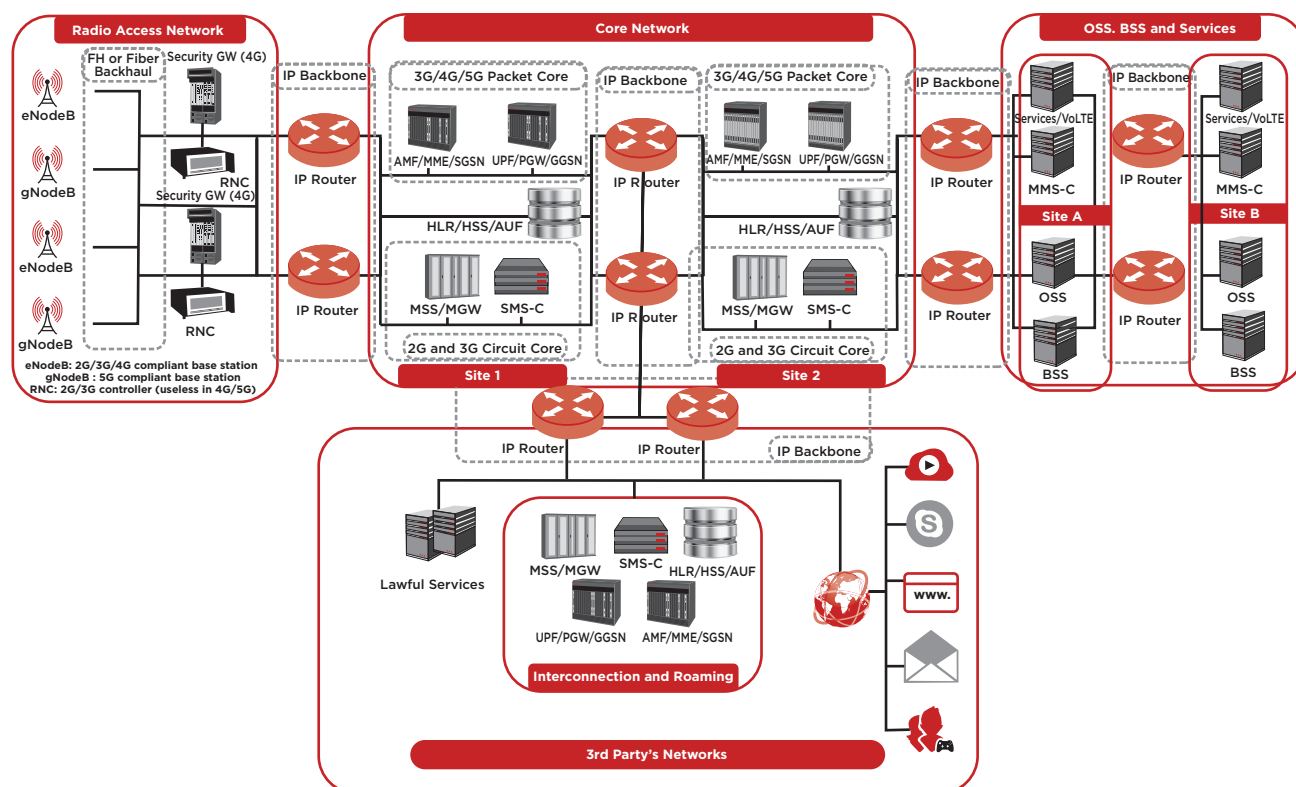 Radio Access Network
FH or Fiber
Backhaul
Security GW (4G)
eNodeB
gNodeB
eNodeB
gNodeB
RNC
Security GW (4G)
RNC
eNodeB: 2G/3G/4G compliant base station
gNodeB : 5G compliant base station
RNC: 2G/3G controller (useless in 4G/5G)
IP Backbone
IP Router
IP Router
Core Network
3G/4G/5G Packet Core
AMF/MME/SGSN
UPF/PGW/GGSN
HLR/HSS/AUF
MSS/MGW
SMS-C
2G and 3G Circuit Core
Site 1
IP Backbone
IP Router
IP Router
3G/4G/5G Packet Core
AMF/MME/SGSN
UPF/PGW/GGSN
HLR/HSS/AUF
MSS/MGW
SMS-C
2G and 3G Circuit Core
Site 2
IP Backbone
IP Router
IP Router
OSS. BSS and Services
Services/VoLTE
MMS-C
Site A
OSS
BSS
IP Backbone
IP Router
IP Router
Services/VoLTE
MMS-C
Site B
OSS
BSS
IP Router
IP Router
IP Backbone
Lawful Services
MSS/MGW
SMS-C
HLR/HSS/AUF
UPF/PGW/GGSN
AMF/MME/SGSN
Interconnection and Roaming
S
www.
3rd Party's Networks